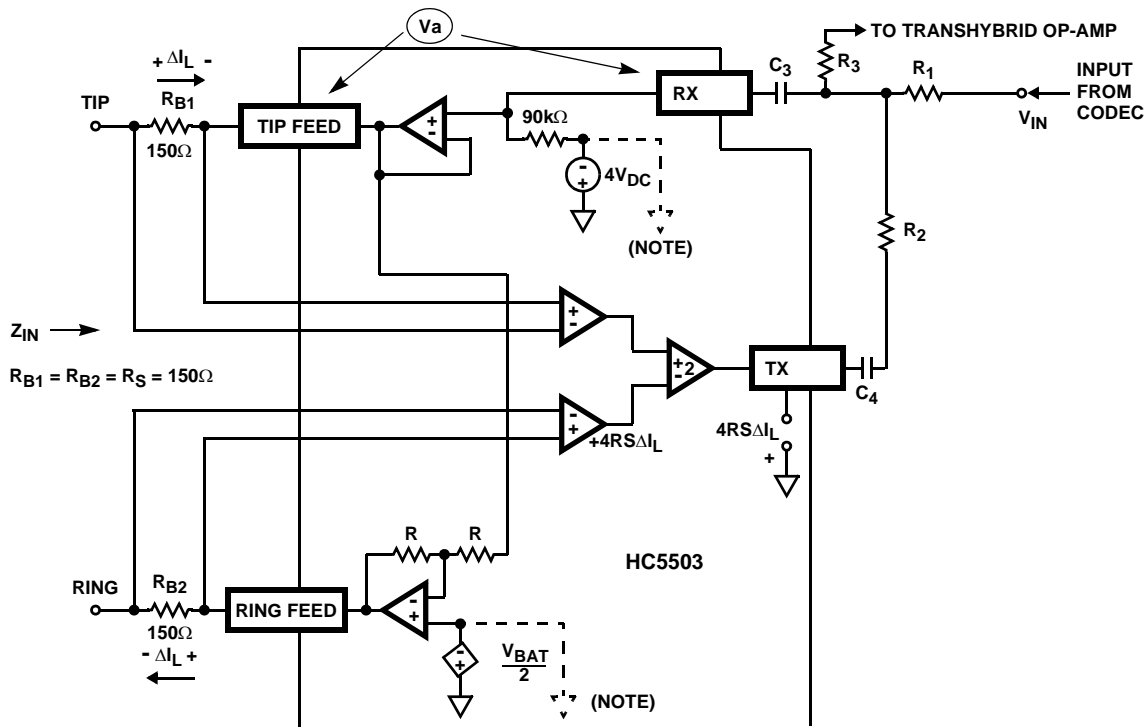 Va
TO TRANSHYBRID OP-AMP
+ ΔIL -
C3
R3
R1
INPUT
FROM
CODEC
TIP
RB1
150Ω
TIP FEED
+
-
90kΩ
RX
VIN
-
+
4VDC
(NOTE)
R2
ZIN
+
-
+
-
2
TX
C4
RB1 = RB2 = RS = 150Ω
-
+
+4RSΔIL
4RSΔIL
+
R
R
HC5503
RING
RB2
150Ω
- ΔIL +
RING FEED
-
+
-
+
VBAT
2
(NOTE)